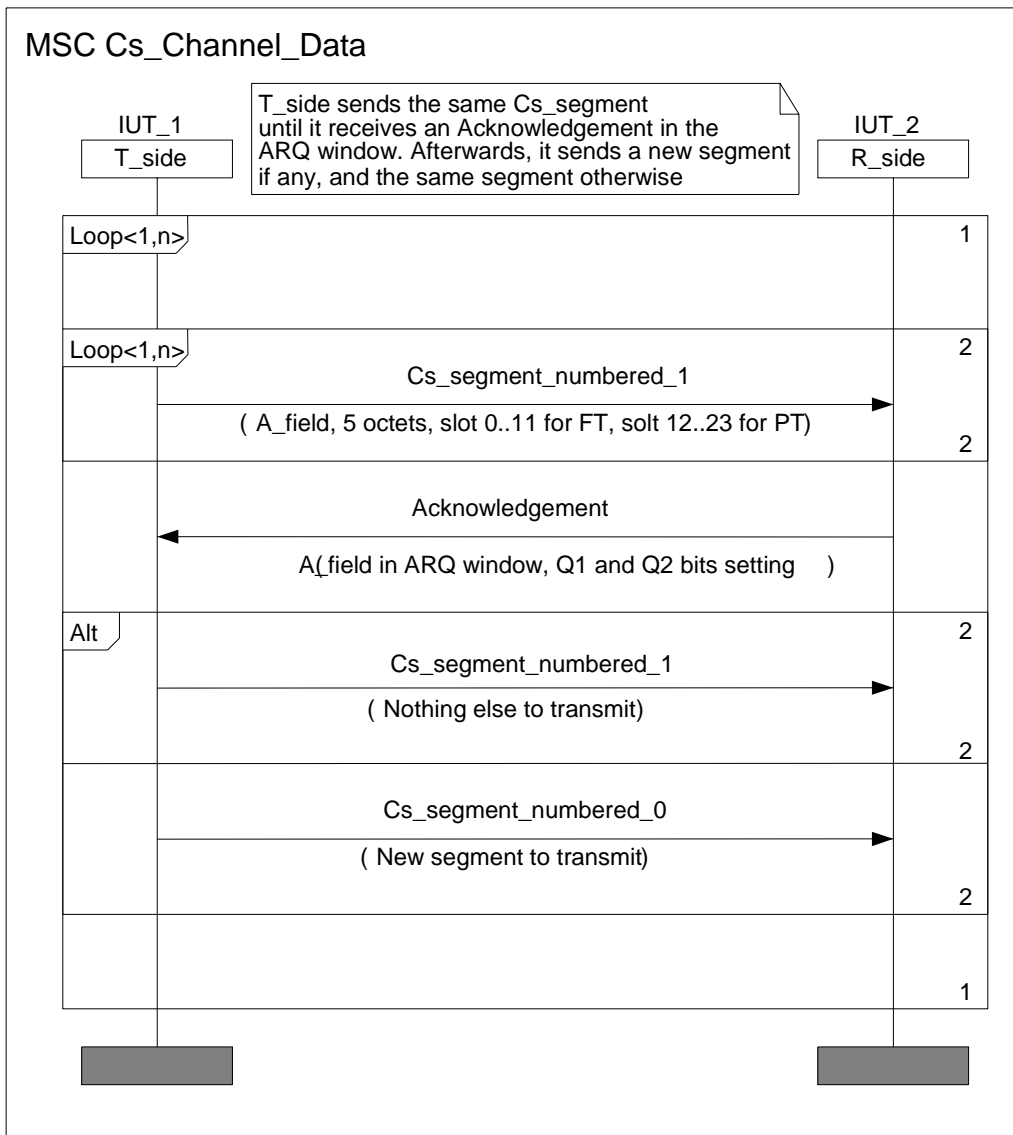 MSC Cs_Channel_Data
T_side sends the same Cs_segment
until it receives an Acknowledgement in the
ARQ window. Afterwards, it sends a new segment
if any, and the same segment otherwise
IUT_1
T_side
IUT_2
R_side
Loop<1,n>
1
Loop<1,n>
2
Cs_segment_numbered_1
( A_field, 5 octets, slot 0..11 for FT, solt 12..23 for PT)
2
Acknowledgement
A(_field in ARQ window, Q1 and Q2 bits setting )
Alt
2
Cs_segment_numbered_1
( Nothing else to transmit)
2
Cs_segment_numbered_0
( New segment to transmit)
2
1